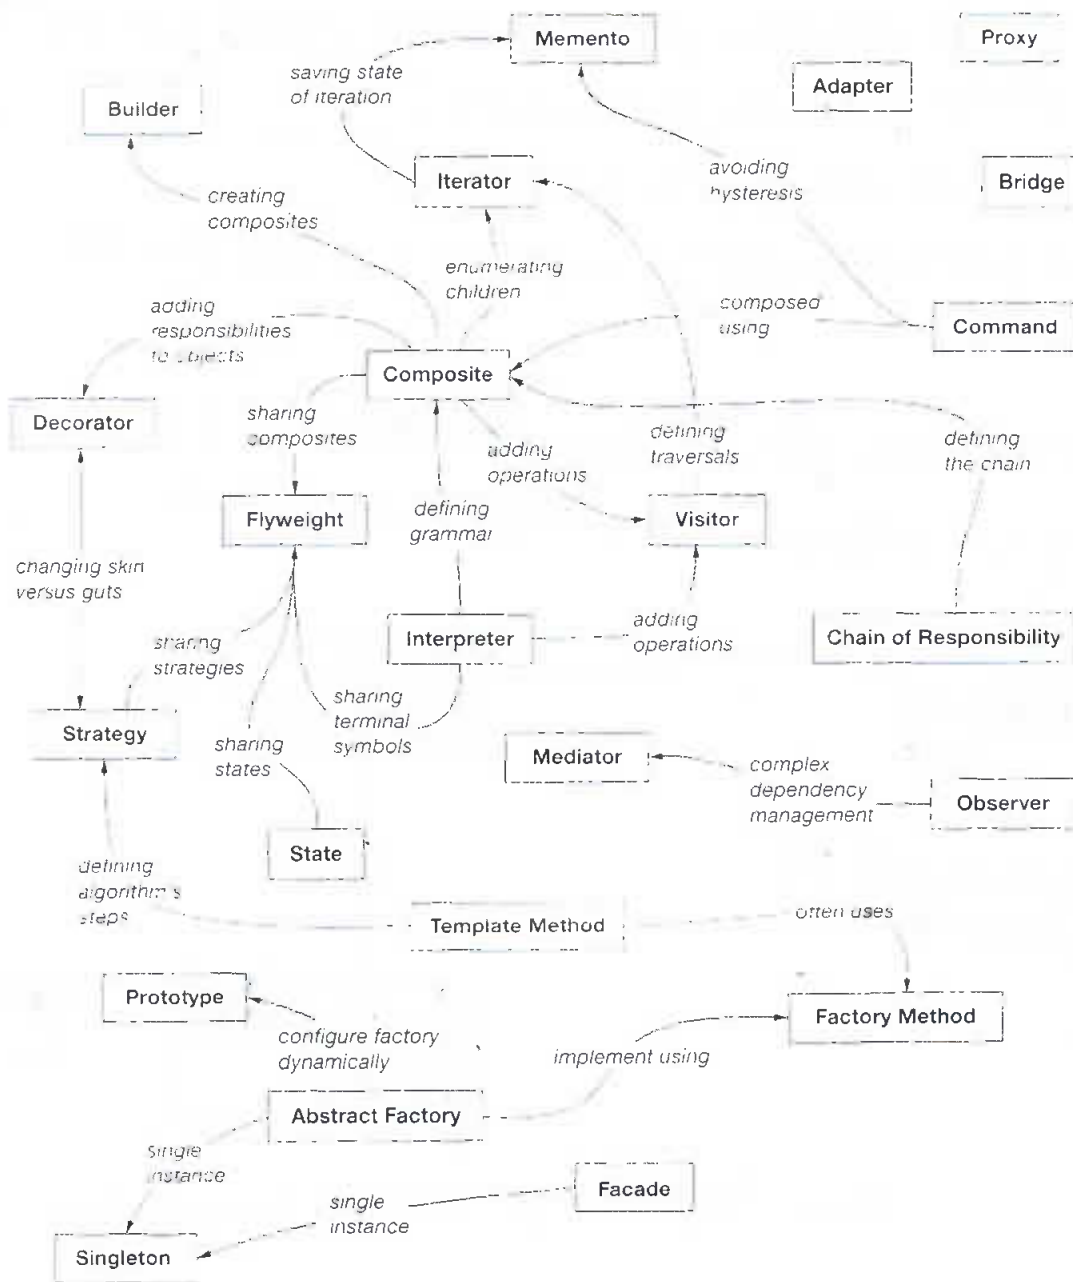 Memento
Proxy
saving state
of iteration
Adapter
Builder
Iterator
avoiding
hysteresis
Bridge
creating
composites
enumerating
children
adding
responsibilities
to objects
composed
using
Command
Composite
Decorator
sharing
composites
adding
operations
defining
traversals
defining
the chain
Flyweight
defining
grammar
Visitor
changing skin
versus guts
sharing
strategies
Interpreter
adding
operations
Chain of Responsibility
Strategy
sharing
states
sharing
terminal
symbols
Mediator
complex
dependency
management
Observer
State
defining
algorithm's
steps
Template Method
often uses
Prototype
Factory Method
configure factory
dynamically
implement using
Abstract Factory
single
instance
Facade
single
instance
Singleton